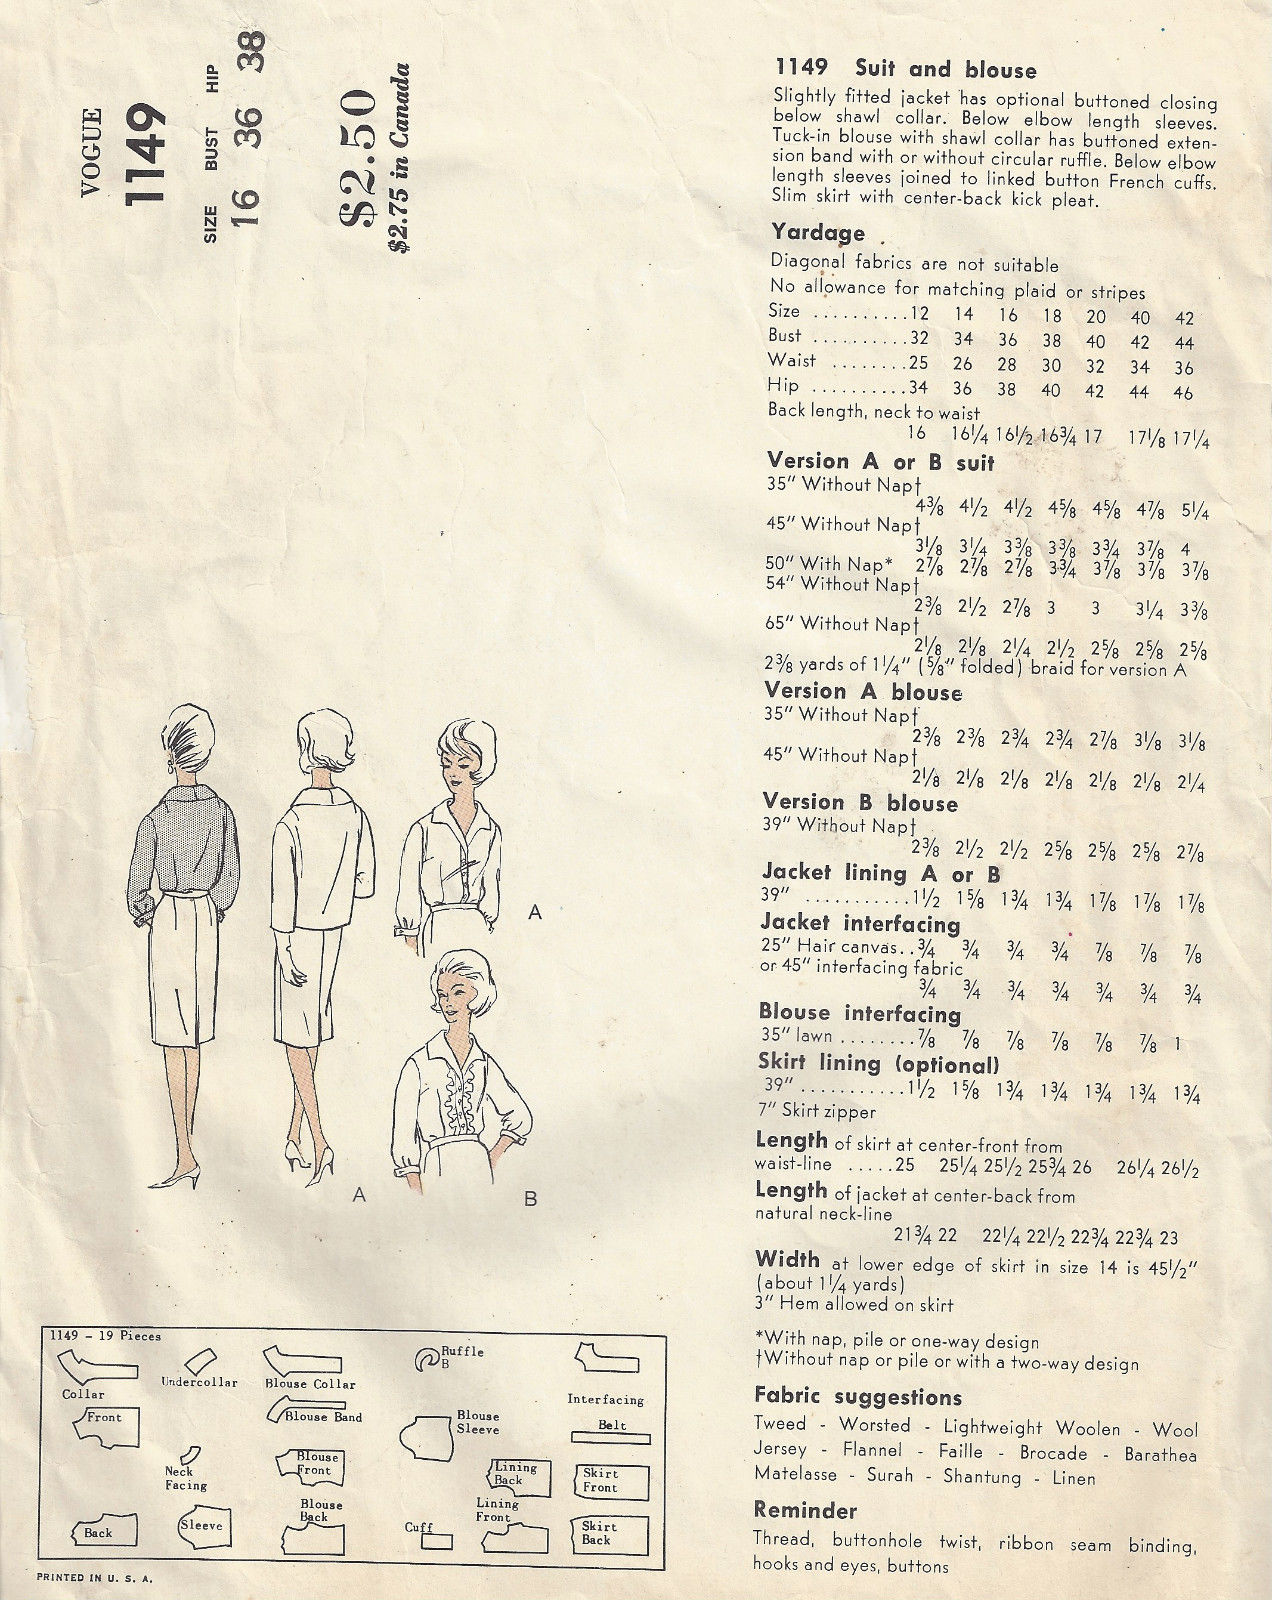 VOGUE
1149
SIZE BUST HIP
16 36 38
$2.50
$2.75 in Canada
1149 Suit and blouse
Slightly fitted jacket has optional buttoned closing
below shawl collar. Below elbow length sleeves.
Tuck-in blouse with shawl collar has buttoned exten-
sion band with or without circular ruffle. Below elbow
length sleeves joined to linked button French cuffs.
Slim skirt with center-back kick pleat.
Yardage
Diagonal fabrics are not suitable
No allowance for matching plaid or stripes
Size ..........12 14 16 18 20 40 42
Bust ..........32 34 36 38 40 42 44
Waist ........25 26 28 30 32 34 36
Hip ..........34 36 38 40 42 44 46
Back length, neck to waist
16 16¼ 16½ 16¾ 17 17⅛ 17¼
Version A or B suit
35" Without Nap†
4⅜ 4½ 4½ 4⅝ 4⅝ 4⅞ 5¼
45" Without Nap†
3⅛ 3¼ 3⅜ 3⅜ 3¾ 3⅞ 4
50" With Nap* 2⅞ 2⅞ 2⅞ 3¾ 3⅞ 3⅞ 3⅞
54" Without Nap†
2⅜ 2½ 2⅞ 3 3 3¼ 3⅜
65" Without Nap†
2⅛ 2⅛ 2¼ 2½ 2⅝ 2⅝ 2⅝
2⅜ yards of 1¼" (⅝" folded) braid for version A
Version A blouse
35" Without Nap†
2⅜ 2⅜ 2¾ 2¾ 2⅞ 3⅛ 3⅛
45" Without Nap†
2⅛ 2⅛ 2⅛ 2⅛ 2⅛ 2⅛ 2¼
Version B blouse
39" Without Nap†
2⅜ 2½ 2½ 2⅝ 2⅝ 2⅝ 2⅞
Jacket lining A or B
39" ...........1½ 1⅝ 1¾ 1¾ 1⅞ 1⅞ 1⅞
Jacket interfacing
25" Hair canvas..¾ ¾ ¾ ¾ ⅞ ⅞ ⅞
or 45" interfacing fabric
¾ ¾ ¾ ¾ ¾ ¾ ¾
Blouse interfacing
35" lawn ........⅞ ⅞ ⅞ ⅞ ⅞ ⅞ 1
Skirt lining (optional)
39" ...........1½ 1⅝ 1¾ 1¾ 1¾ 1¾ 1¾
7" Skirt zipper
Length of skirt at center-front from
waist-line .....25 25¼ 25½ 25¾ 26 26¼ 26½
Length of jacket at center-back from
natural neck-line
21¾ 22 22¼ 22½ 22¾ 22¾ 23
Width at lower edge of skirt in size 14 is 45½"
(about 1¼ yards)
3" Hem allowed on skirt
*With nap, pile or one-way design
†Without nap or pile or with a two-way design
Fabric suggestions
Tweed - Worsted - Lightweight Woolen - Wool
Jersey - Flannel - Faille - Brocade - Barathea
Matelasse - Surah - Shantung - Linen
Reminder
Thread, buttonhole twist, ribbon seam binding,
hooks and eyes, buttons
A
A
B
1149 - 19 Pieces
Collar
Undercollar
Blouse Collar
Ruffle
B
Interfacing
Front
Blouse Band
Blouse
Sleeve
Belt
Neck
Facing
Blouse
Front
Lining
Back
Skirt
Front
Back
Sleeve
Blouse
Back
Cuff
Lining
Front
Skirt
Back
PRINTED IN U. S. A.